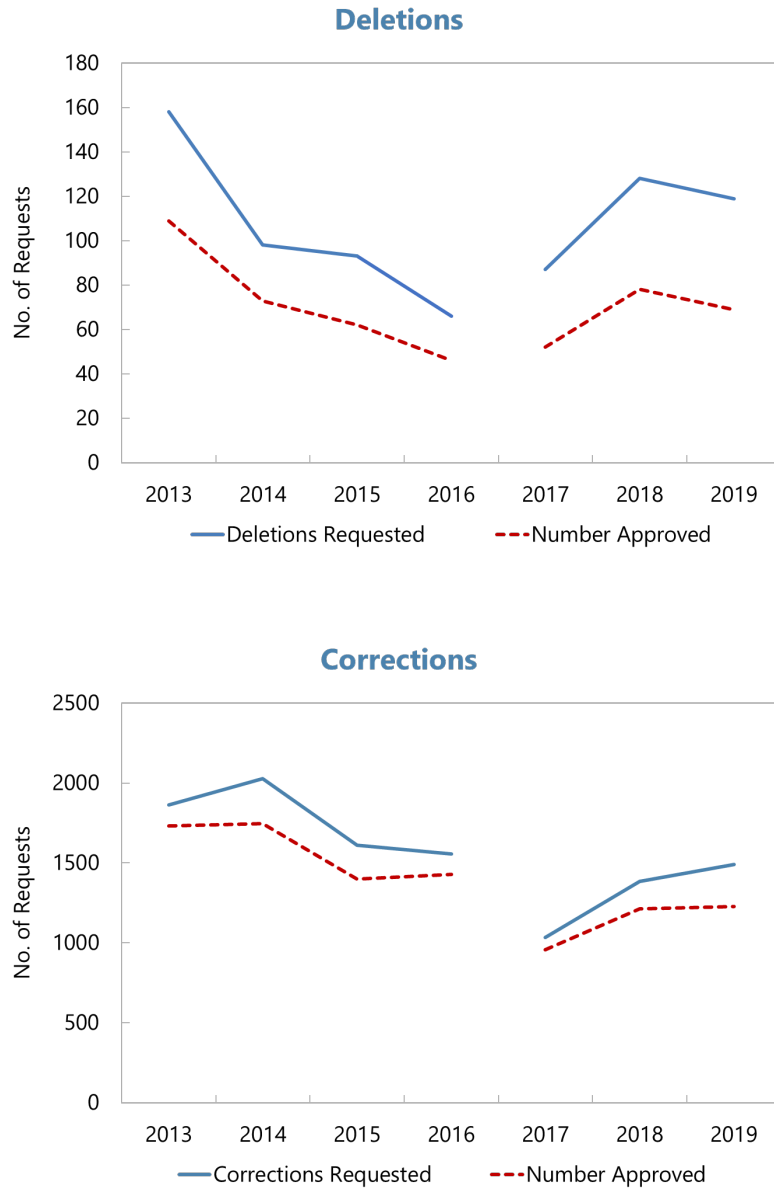 Deletions
180
160
140
120
100
80
60
40
20
0
No. of Requests
2013 2014 2015 2016 2017 2018 2019
Deletions Requested Number Approved
Corrections
2500
2000
1500
1000
500
0
No. of Requests
2013 2014 2015 2016 2017 2018 2019
Corrections Requested Number Approved